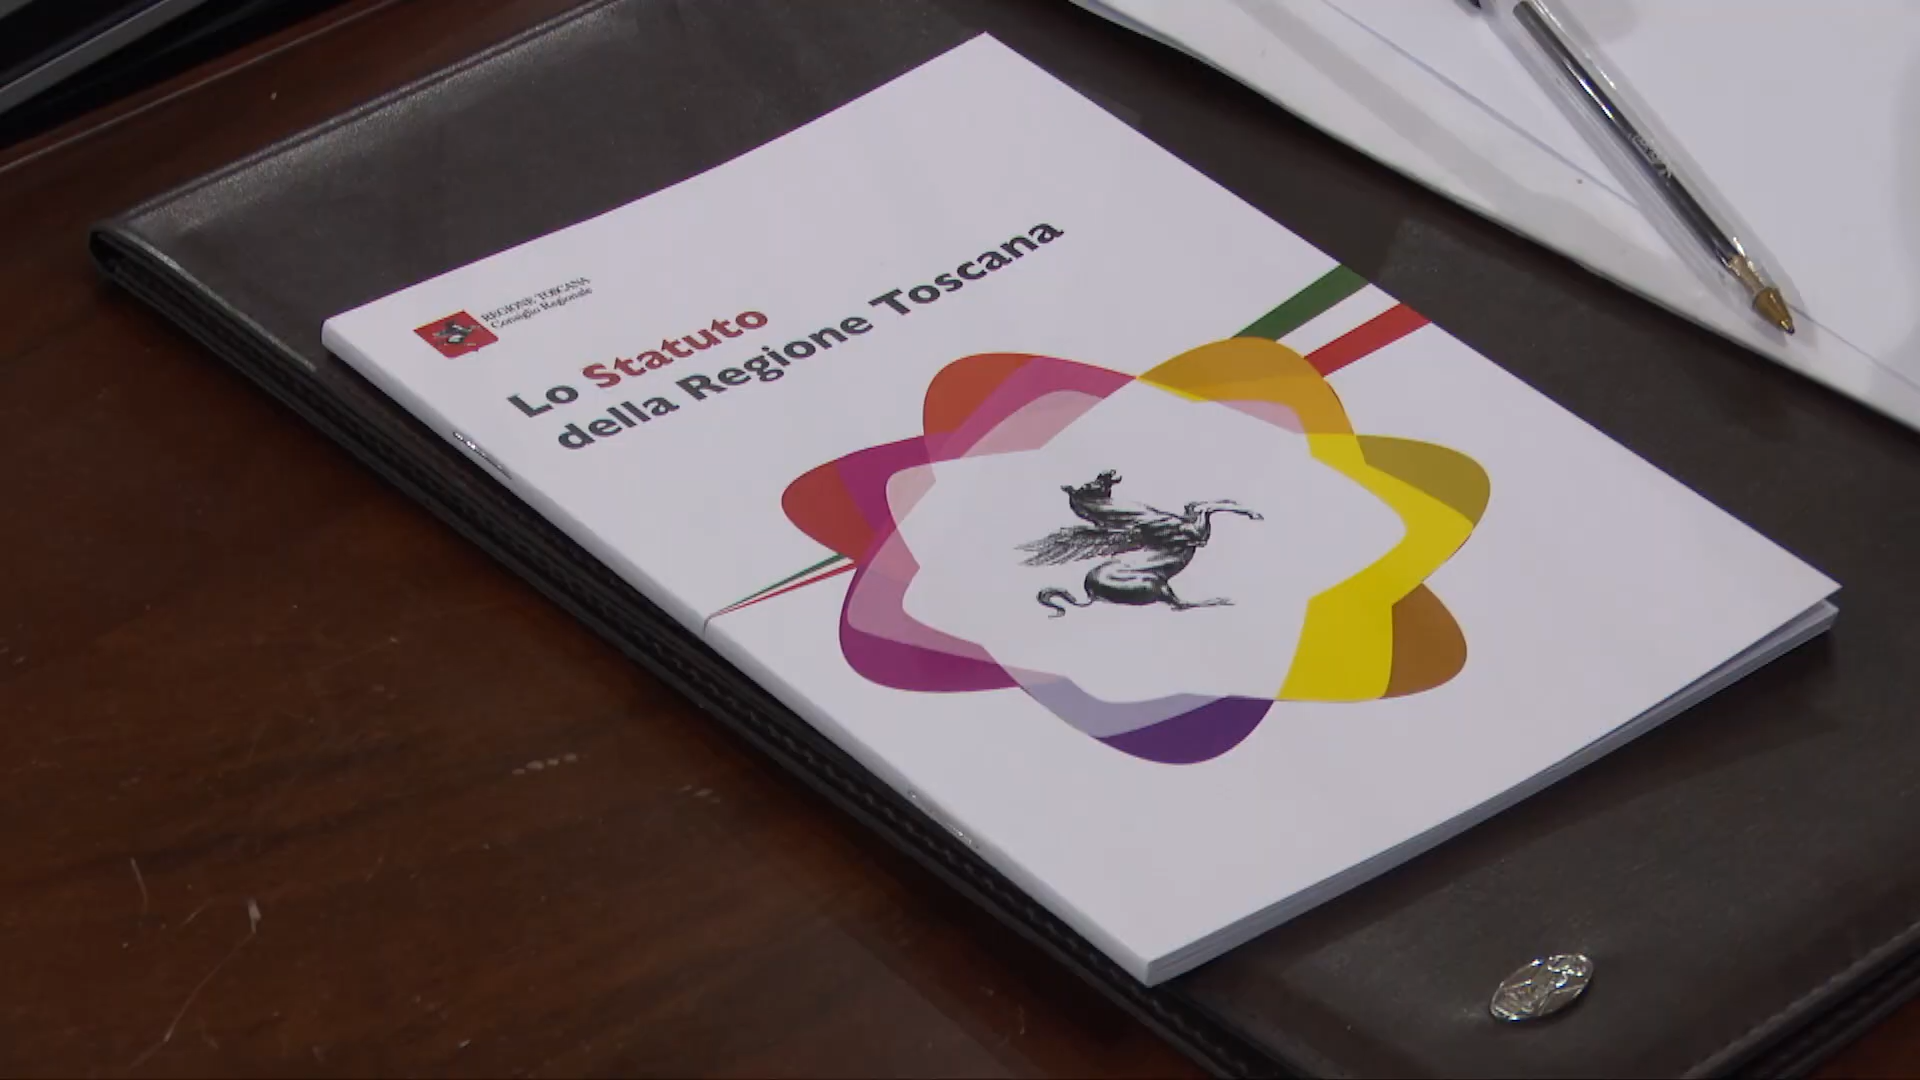 REGIONE TOSCANA
Consiglio Regionale
Lo Statuto
della Regione Toscana